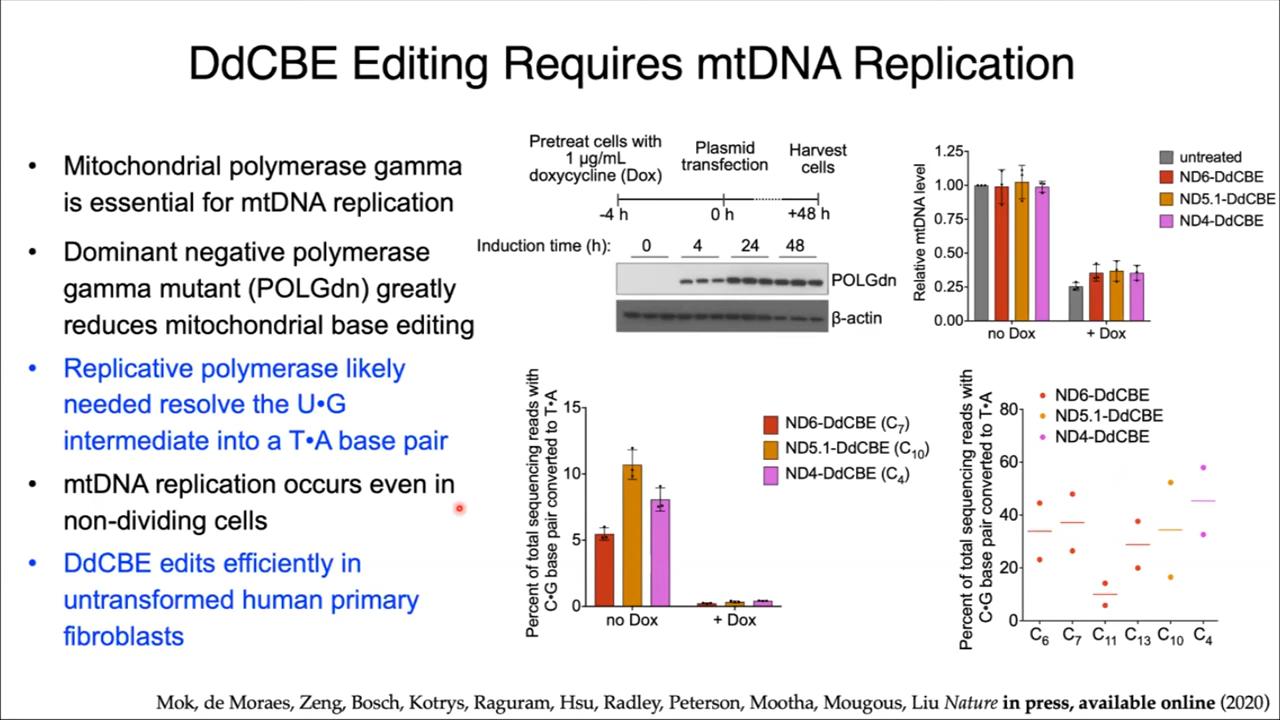 DdCBE Editing Requires mtDNA Replication
• Mitochondrial polymerase gamma
is essential for mtDNA replication
• Dominant negative polymerase
gamma mutant (POLGdn) greatly
reduces mitochondrial base editing
• Replicative polymerase likely
needed resolve the U•G
intermediate into a T•A base pair
• mtDNA replication occurs even in
non-dividing cells
• DdCBE edits efficiently in
untransformed human primary
fibroblasts
Pretreat cells with
1 µg/mL
doxycycline (Dox)
Plasmid
transfection
Harvest
cells
-4 h
0 h
+48 h
Induction time (h):
0
4
24
48
POLGdn
β-actin
Relative mtDNA level
1.25
1.00
0.75
0.50
0.25
0.00
no Dox
+ Dox
untreated
ND6-DdCBE
ND5.1-DdCBE
ND4-DdCBE
Percent of total sequencing reads with
C•G base pair converted to T•A
15
10
5
0
no Dox
+ Dox
ND6-DdCBE (C₇)
ND5.1-DdCBE (C₁₀)
ND4-DdCBE (C₄)
Percent of total sequencing reads with
C•G base pair converted to T•A
80
60
40
20
0
ND6-DdCBE
ND5.1-DdCBE
ND4-DdCBE
C₆ C₇ C₁₁ C₁₃ C₁₀ C₄
Mok, de Moraes, Zeng, Bosch, Kotrys, Raguram, Hsu, Radley, Peterson, Mootha, Mougous, Liu Nature in press, available online (2020)